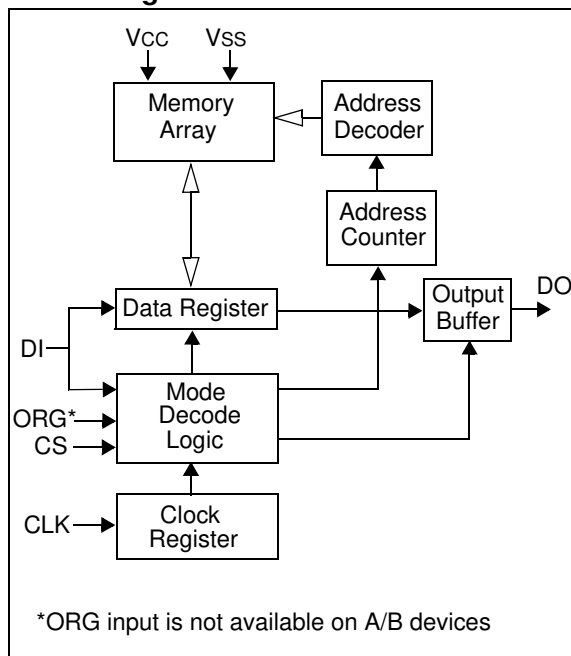 VCC
VSS
Memory
Array
Address
Decoder
Address
Counter
Data Register
Output
Buffer
DO
DI
Mode
Decode
Logic
ORG*
CS
CLK
Clock
Register
*ORG input is not available on A/B devices